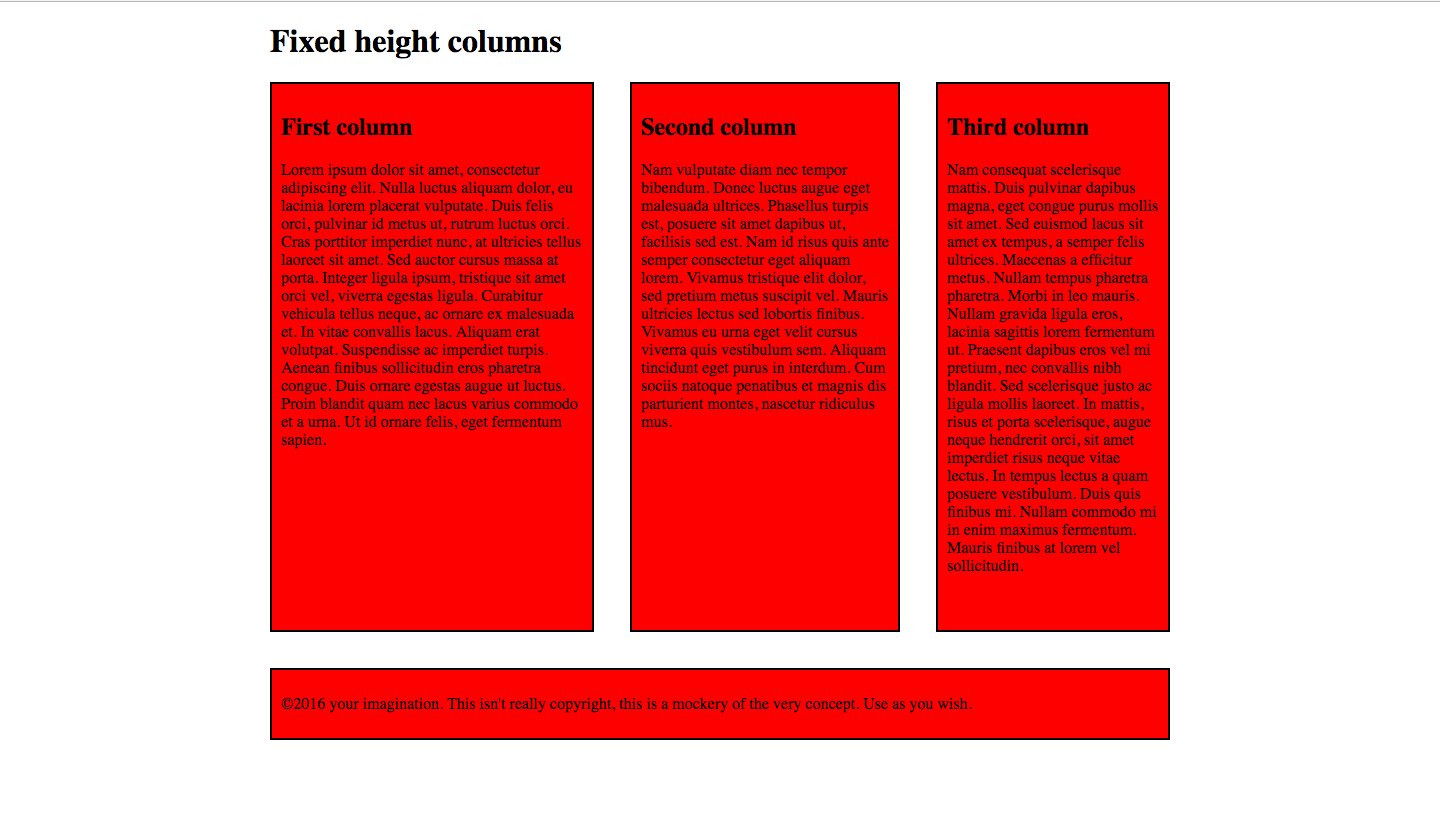 Fixed height columns
First column
Lorem ipsum dolor sit amet, consectetur
adipiscing elit. Nulla luctus aliquam dolor, eu
lacinia lorem placerat vulputate. Duis felis
orci, pulvinar id metus ut, rutrum luctus orci.
Cras porttitor imperdiet nunc, at ultricies tellus
laoreet sit amet. Sed auctor cursus massa at
porta. Integer ligula ipsum, tristique sit amet
orci vel, viverra egestas ligula. Curabitur
vehicula tellus neque, ac ornare ex malesuada
et. In vitae convallis lacus. Aliquam erat
volutpat. Suspendisse ac imperdiet turpis.
Aenean finibus sollicitudin eros pharetra
congue. Duis ornare egestas augue ut luctus.
Proin blandit quam nec lacus varius commodo
et a urna. Ut id ornare felis, eget fermentum
sapien.
Second column
Nam vulputate diam nec tempor
bibendum. Donec luctus augue eget
malesuada ultrices. Phasellus turpis
est, posuere sit amet dapibus ut,
facilisis sed est. Nam id risus quis ante
semper consectetur eget aliquam
lorem. Vivamus tristique elit dolor,
sed pretium metus suscipit vel. Mauris
ultricies lectus sed lobortis finibus.
Vivamus eu urna eget velit cursus
viverra quis vestibulum sem. Aliquam
tincidunt eget purus in interdum. Cum
sociis natoque penatibus et magnis dis
parturient montes, nascetur ridiculus
mus.
Third column
Nam consequat scelerisque
mattis. Duis pulvinar dapibus
magna, eget congue purus mollis
sit amet. Sed euismod lacus sit
amet ex tempus, a semper felis
ultrices. Maecenas a efficitur
metus. Nullam tempus pharetra
pharetra. Morbi in leo mauris.
Nullam gravida ligula eros,
lacinia sagittis lorem fermentum
ut. Praesent dapibus eros vel mi
pretium, nec convallis nibh
blandit. Sed scelerisque justo ac
ligula mollis laoreet. In mattis,
risus et porta scelerisque, augue
neque hendrerit orci, sit amet
imperdiet risus neque vitae
lectus. In tempus lectus a quam
posuere vestibulum. Duis quis
finibus mi. Nullam commodo mi
in enim maximus fermentum.
Mauris finibus at lorem vel
sollicitudin.
©2016 your imagination. This isn't really copyright, this is a mockery of the very concept. Use as you wish.